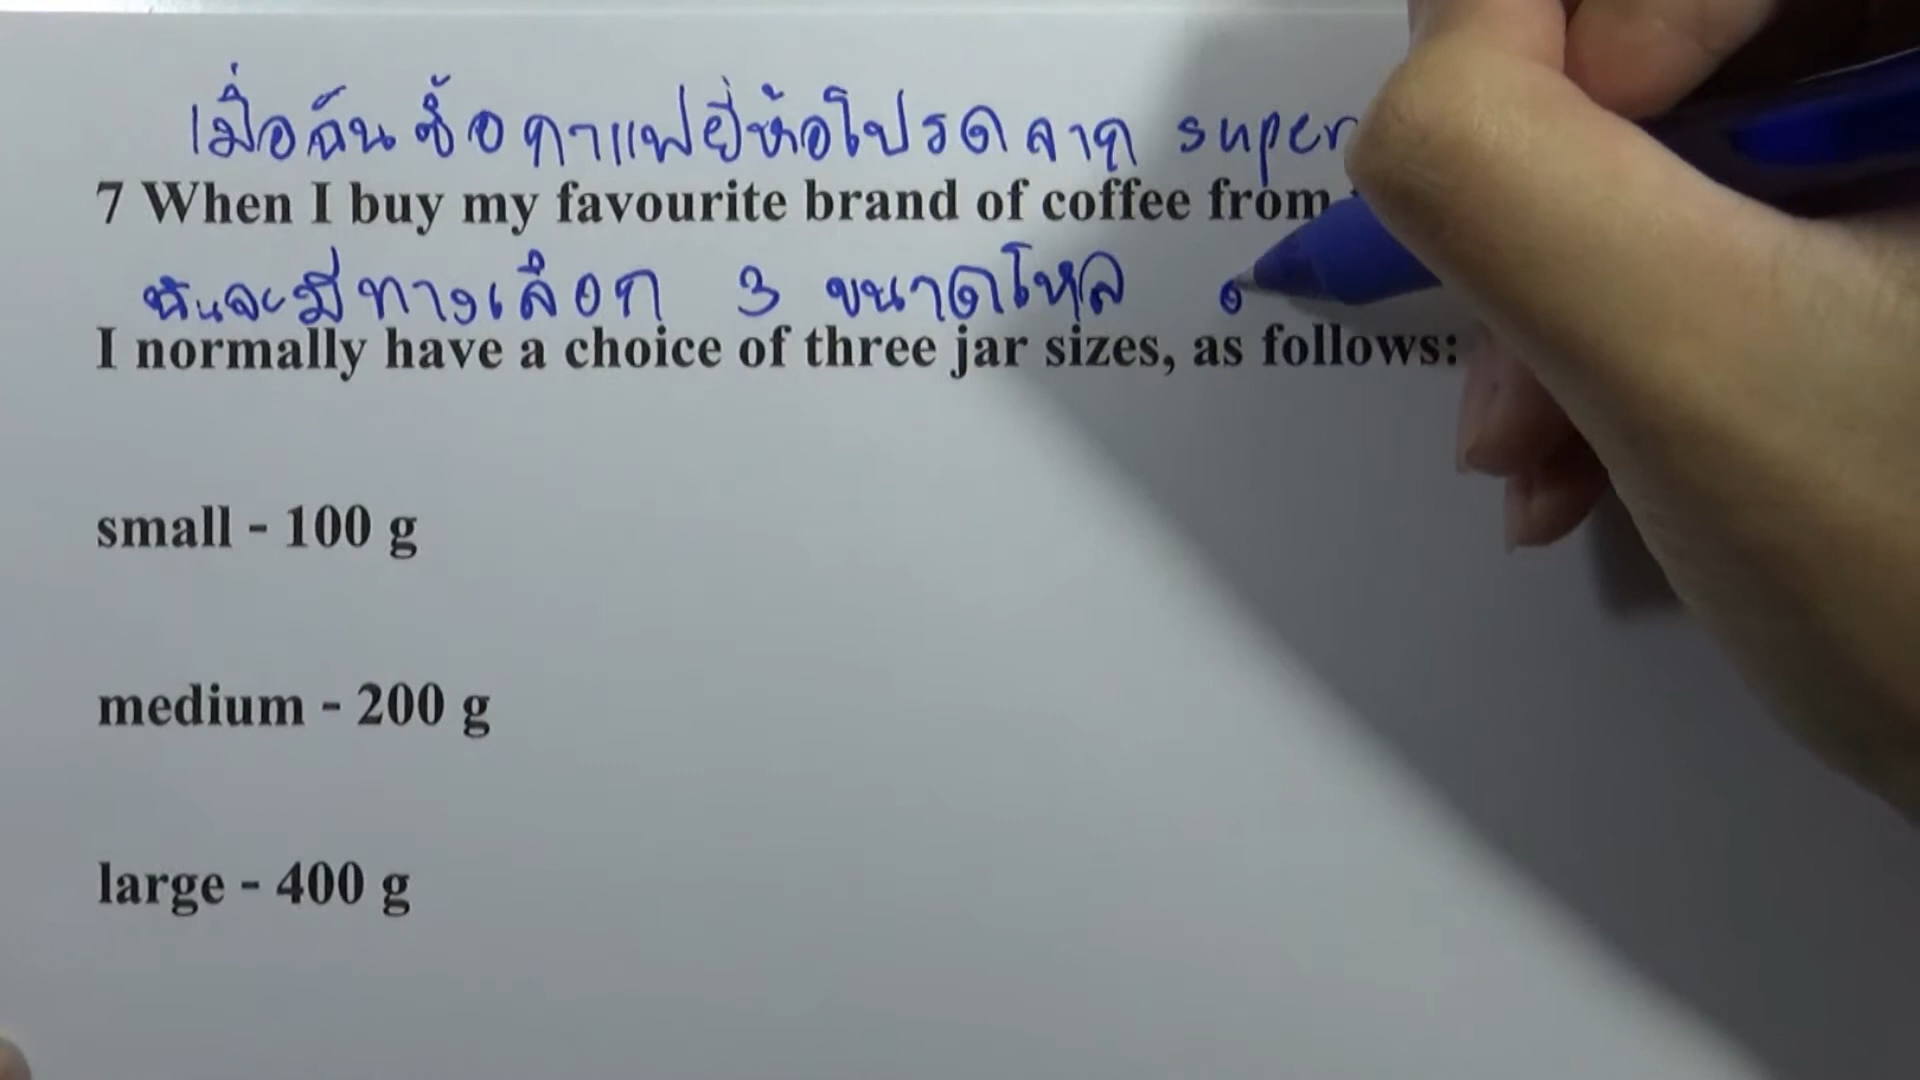 เมื่อฉันซื้อกาแฟยี่ห้อโปรดจาก super
7 When I buy my favourite brand of coffee from
ฉันจะมีทางเลือก 3 ขนาดโหล
I normally have a choice of three jar sizes, as follows:
small - 100 g
medium - 200 g
large - 400 g